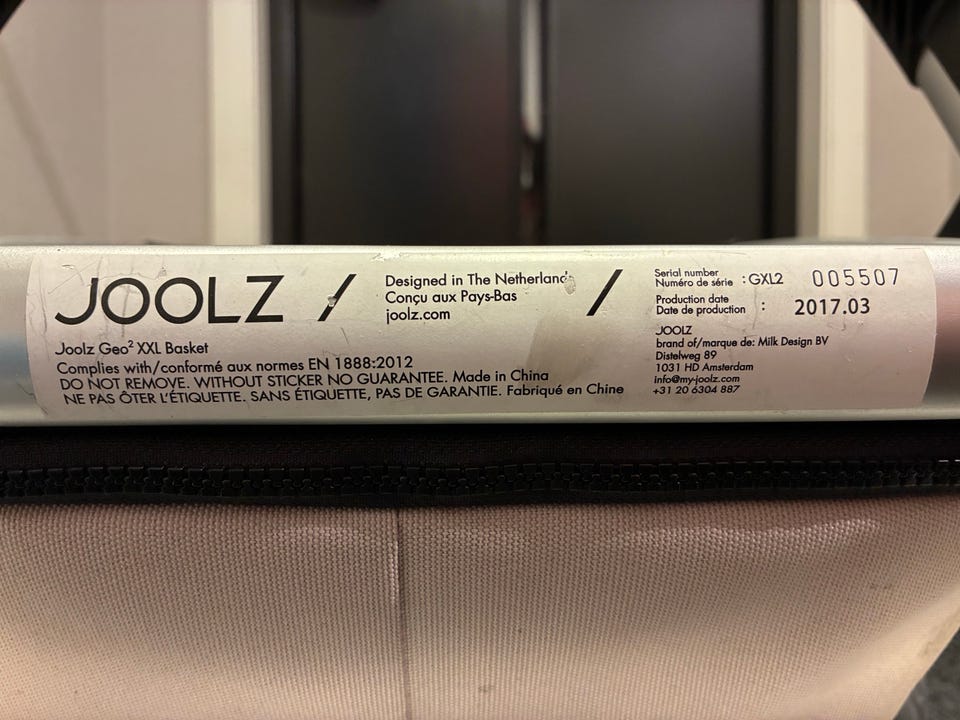 JOOLZ /
Designed in The Netherlands
Conçu aux Pays-Bas
joolz.com
/
Joolz Geo² XXL Basket
Complies with/conformé aux normes EN 1888:2012
DO NOT REMOVE. WITHOUT STICKER NO GUARANTEE. Made in China
NE PAS ÔTER L'ÉTIQUETTE. SANS ÉTIQUETTE, PAS DE GARANTIE. Fabriqué en Chine
Serial number
Numéro de série : GXL2 005507
Production date
Date de production : 2017.03
JOOLZ
brand of/marque de: Milk Design BV
Distelweg 89
1031 HD Amsterdam
info@my-joolz.com
+31 20 6304 887